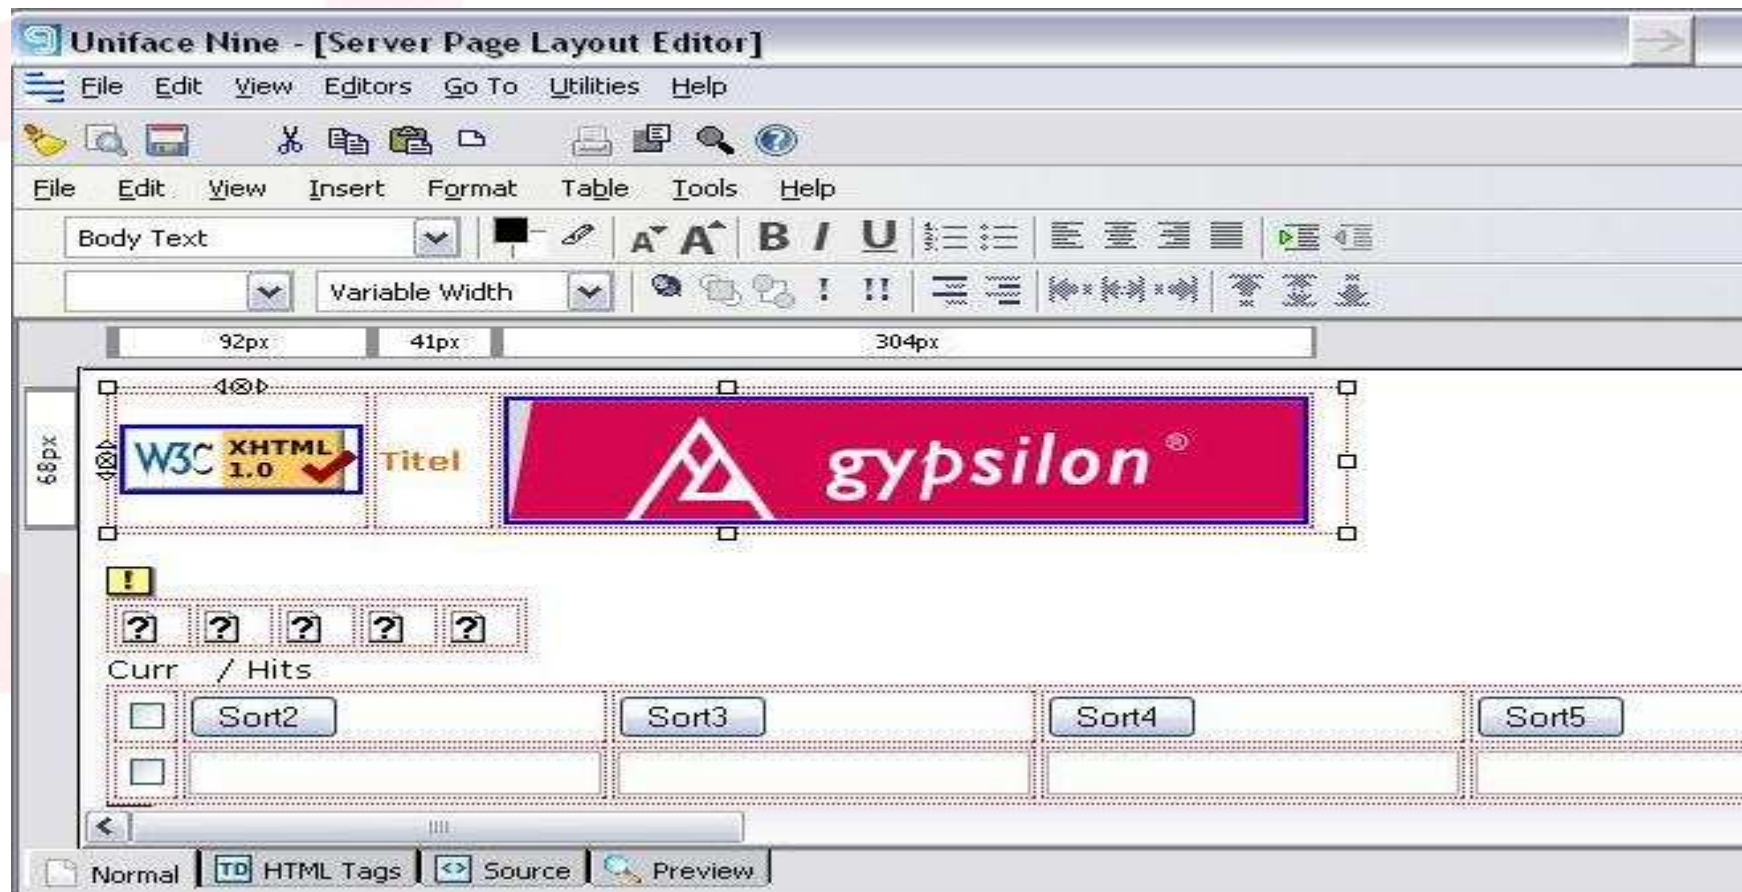 Uniface Nine - [Server Page Layout Editor]
File Edit View Editors Go To Utilities Help
File Edit View Insert Format Table Tools Help
Body Text A A B I U
Variable Width ! !!
92px 41px 304px
68px
W3C XHTML 1.0 Titel gypsilon®
!
? ? ? ? ?
Curr / Hits
Sort2 Sort3 Sort4 Sort5
Normal TD HTML Tags <> Source Preview